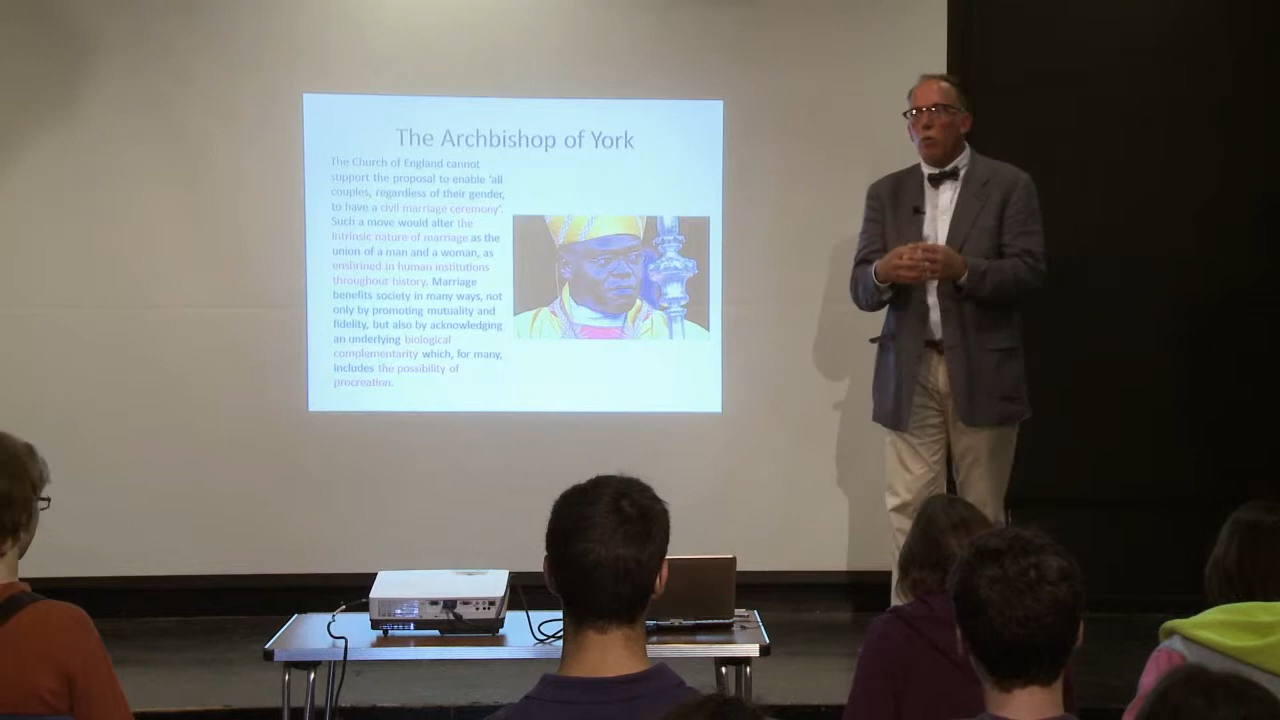 The Archbishop of York
The Church of England cannot
support the proposal to enable 'all
couples, regardless of their gender,
to have a civil marriage ceremony'.
Such a move would alter the
intrinsic nature of marriage as the
union of a man and a woman, as
enshrined in human institutions
throughout history. Marriage
benefits society in many ways, not
only by promoting mutuality and
fidelity, but also by acknowledging
an underlying biological
complementarity which, for many,
includes the possibility of
procreation.